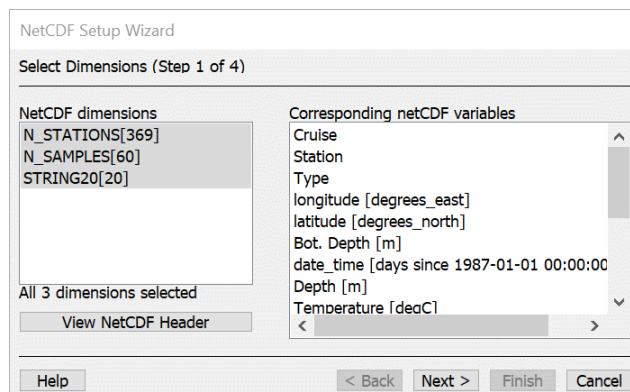 NetCDF Setup Wizard
Select Dimensions (Step 1 of 4)
NetCDF dimensions
N_STATIONS[369]
N_SAMPLES[60]
STRING20[20]
All 3 dimensions selected
View NetCDF Header
Corresponding netCDF variables
Cruise
Station
Type
longitude [degrees_east]
latitude [degrees_north]
Bot. Depth [m]
date_time [days since 1987-01-01 00:00:00
Depth [m]
Temperature [degC]
Help
< Back
Next >
Finish
Cancel